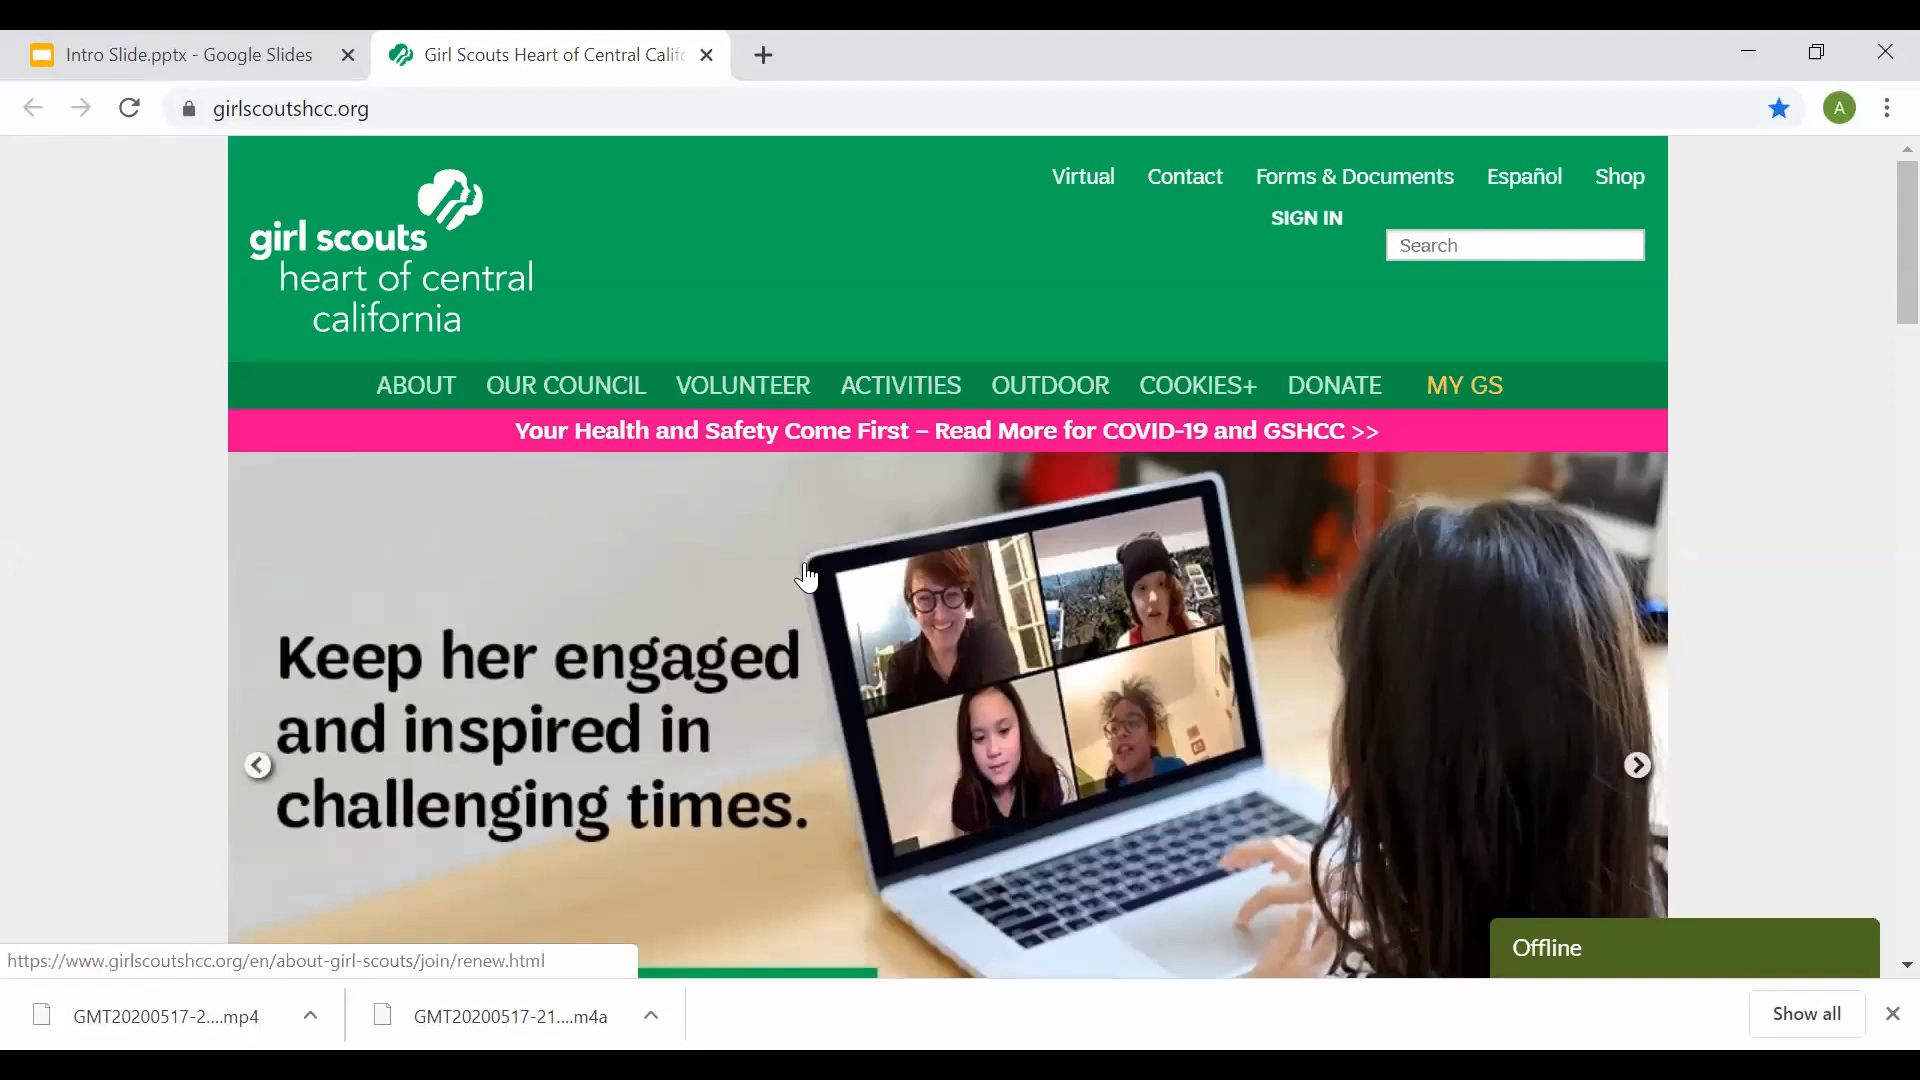 Intro Slide.pptx - Google Slides
Girl Scouts Heart of Central Calif
girlscoutshcc.org
A
Virtual Contact Forms & Documents Español Shop
SIGN IN
Search
girl scouts
heart of central
california
ABOUT OUR COUNCIL VOLUNTEER ACTIVITIES OUTDOOR COOKIES+ DONATE MY GS
Your Health and Safety Come First – Read More for COVID-19 and GSHCC >>
Keep her engaged
and inspired in
challenging times.
Offline
https://www.girlscoutshcc.org/en/about-girl-scouts/join/renew.html
GMT20200517-2....mp4
GMT20200517-21....m4a
Show all